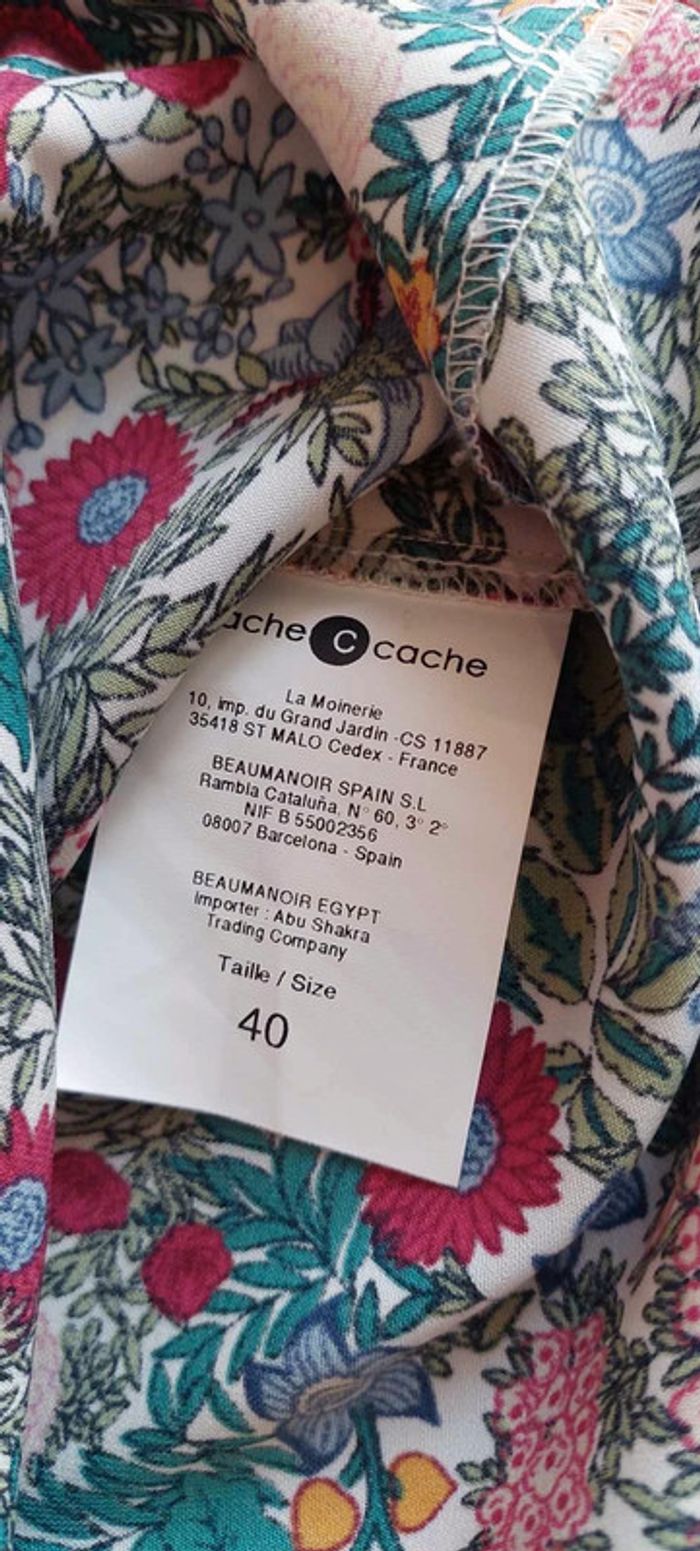 ache c cache
La Moinerie
10, imp. du Grand Jardin -CS 11887
35418 ST MALO Cedex - France
BEAUMANOIR SPAIN S.L
Rambla Cataluña, N° 60, 3° 2°
NIF B 55002356
08007 Barcelona - Spain
BEAUMANOIR EGYPT
Importer : Abu Shakra
Trading Company
Taille / Size
40